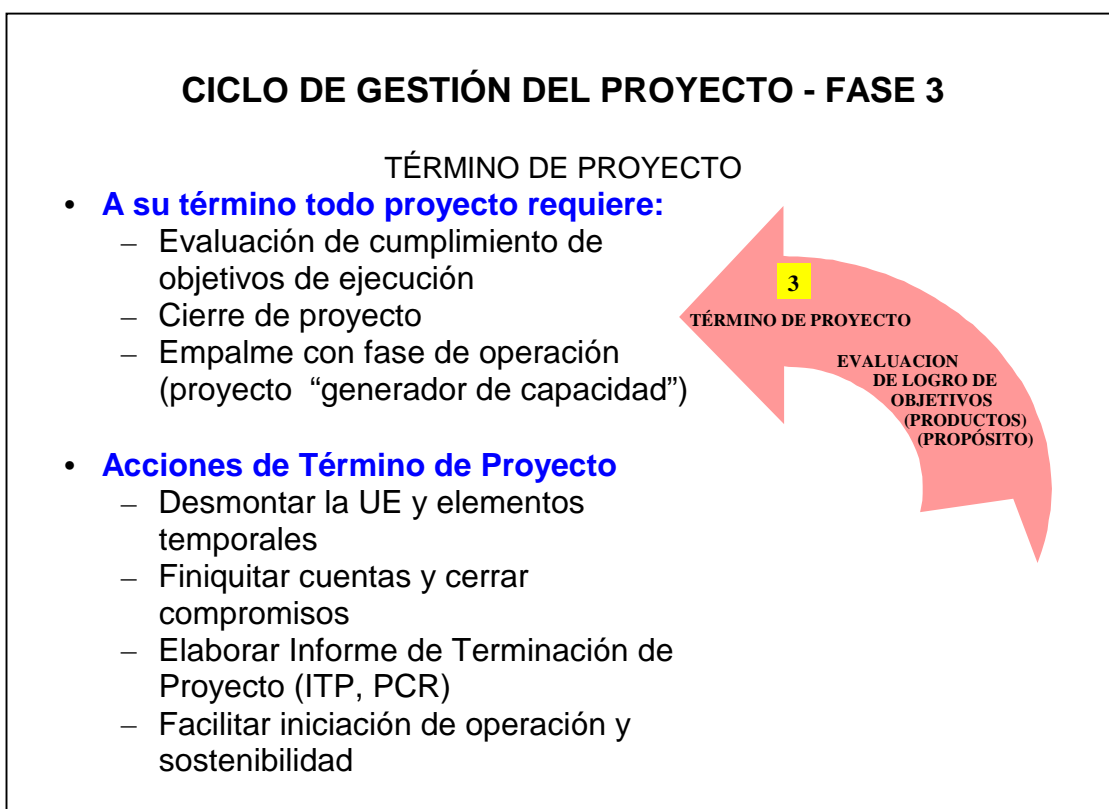 CICLO DE GESTIÓN DEL PROYECTO - FASE 3
TÉRMINO DE PROYECTO
• A su término todo proyecto requiere:
– Evaluación de cumplimiento de
objetivos de ejecución
– Cierre de proyecto
– Empalme con fase de operación
(proyecto “generador de capacidad”)
• Acciones de Término de Proyecto
– Desmontar la UE y elementos
temporales
– Finiquitar cuentas y cerrar
compromisos
– Elaborar Informe de Terminación de
Proyecto (ITP, PCR)
– Facilitar iniciación de operación y
sostenibilidad
3
TÉRMINO DE PROYECTO
EVALUACION
DE LOGRO DE
OBJETIVOS
(PRODUCTOS)
(PROPÓSITO)